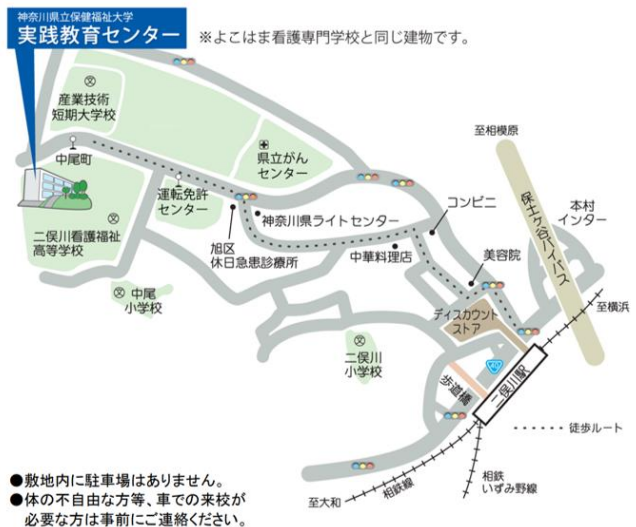 神奈川県立保健福祉大学
実践教育センター
※よこはま看護専門学校と同じ建物です。
産業技術
短期大学校
中尾町
県立がん
センター
至相模原
保土ヶ谷バイパス
本村
インター
コンビニ
運転免許
センター
神奈川県ライトセンター
二俣川看護福祉
高等学校
旭区
休日急患診療所
中華料理店
美容院
中尾
小学校
ディスカウント
ストア
至横浜
二俣川
小学校
歩道橋
二俣川駅
徒歩ルート
●敷地内に駐車場はありません。
●体の不自由な方等、車での来校が
必要な方は事前にご連絡ください。
至大和
相鉄線
相鉄
いずみ野線